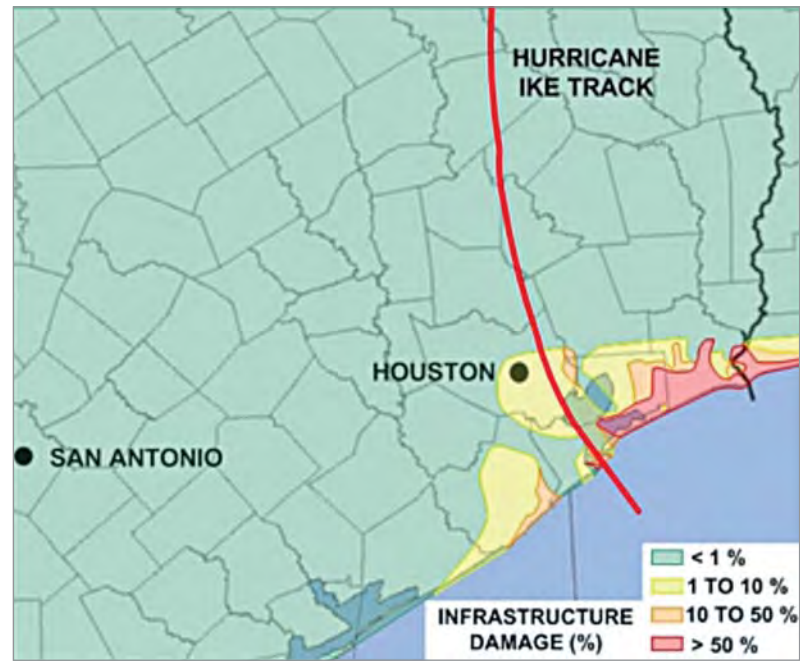 HURRICANE
IKE TRACK
HOUSTON
SAN ANTONIO
< 1 %
1 TO 10 %
INFRASTRUCTURE
DAMAGE (%)
10 TO 50 %
> 50 %